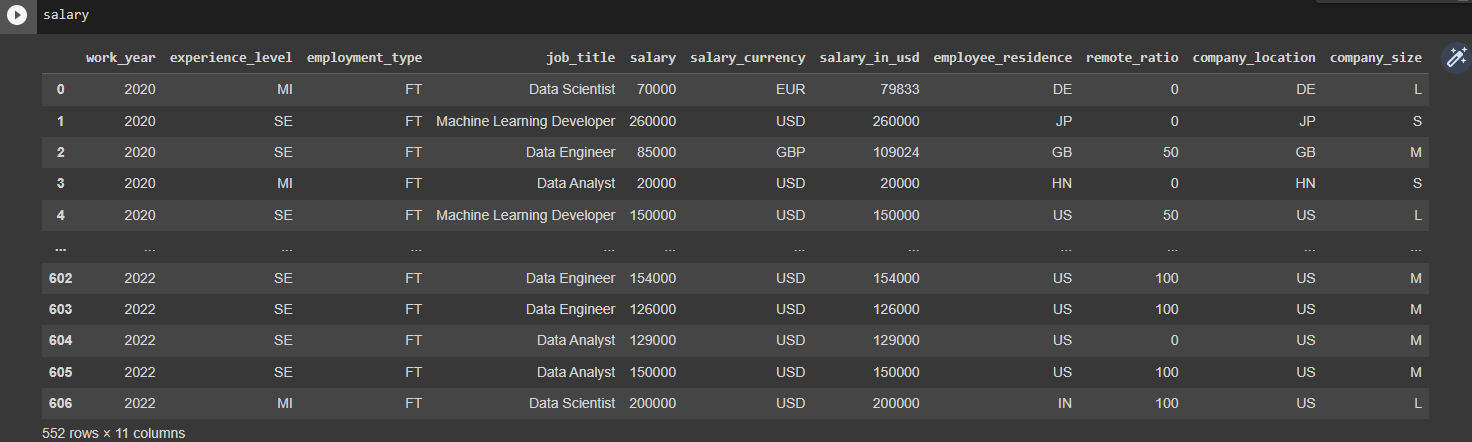 salary
work_year experience_level employment_type job_title salary salary_currency salary_in_usd employee_residence remote_ratio company_location company_size
0 2020 MI FT Data Scientist 70000 EUR 79833 DE 0 DE L
1 2020 SE FT Machine Learning Developer 260000 USD 260000 JP 0 JP S
2 2020 SE FT Data Engineer 85000 GBP 109024 GB 50 GB M
3 2020 MI FT Data Analyst 20000 USD 20000 HN 0 HN S
4 2020 SE FT Machine Learning Developer 150000 USD 150000 US 50 US L
... ... ... ... ... ... ... ... ... ... ... ...
602 2022 SE FT Data Engineer 154000 USD 154000 US 100 US M
603 2022 SE FT Data Engineer 126000 USD 126000 US 100 US M
604 2022 SE FT Data Analyst 129000 USD 129000 US 0 US M
605 2022 SE FT Data Analyst 150000 USD 150000 US 100 US M
606 2022 MI FT Data Scientist 200000 USD 200000 IN 100 US L
552 rows × 11 columns